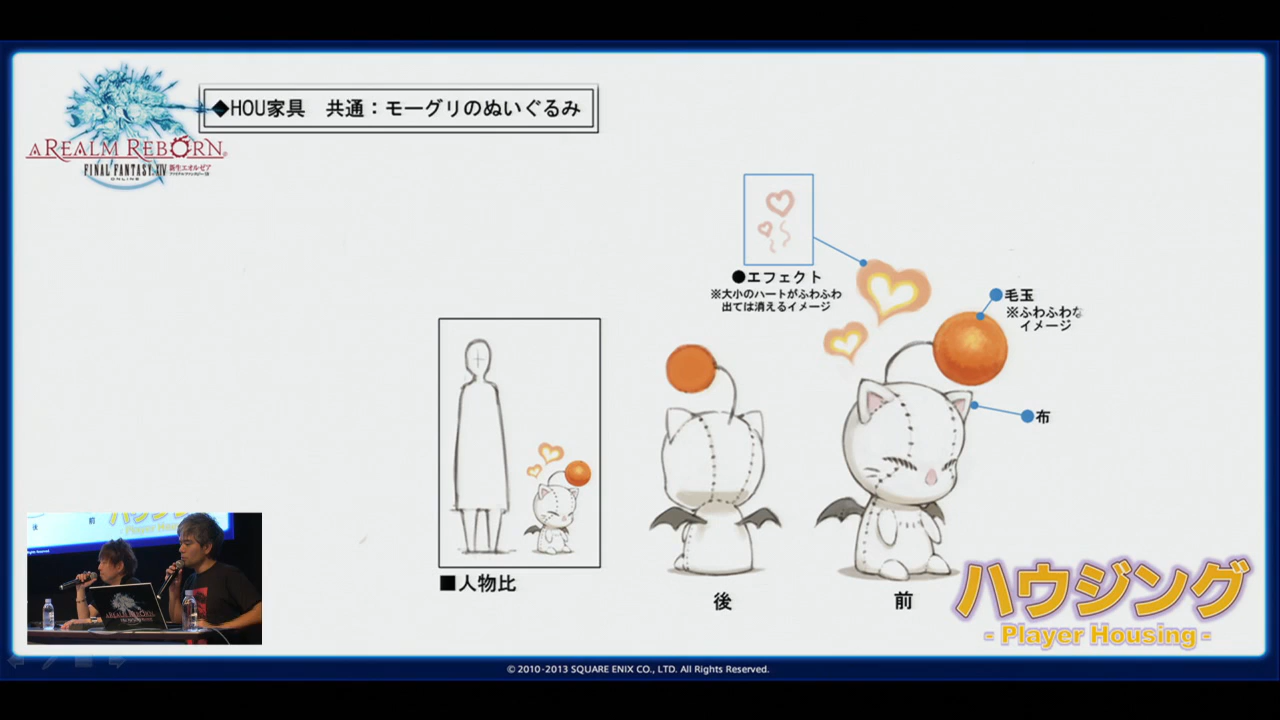 ◆HOU家具 共通：モーグリのぬいぐるみ
A REALM REBORN
FINAL FANTASY XIV
ONLINE
新生エオルゼア
●エフェクト
※大小のハートがふわふわ
出ては消えるイメージ
毛玉
※ふわふわな
イメージ
布
■人物比
後
前
後
前
A REALM REBORN
ハウジング
- Player Housing -
© 2010-2013 SQUARE ENIX CO., LTD. All Rights Reserved.